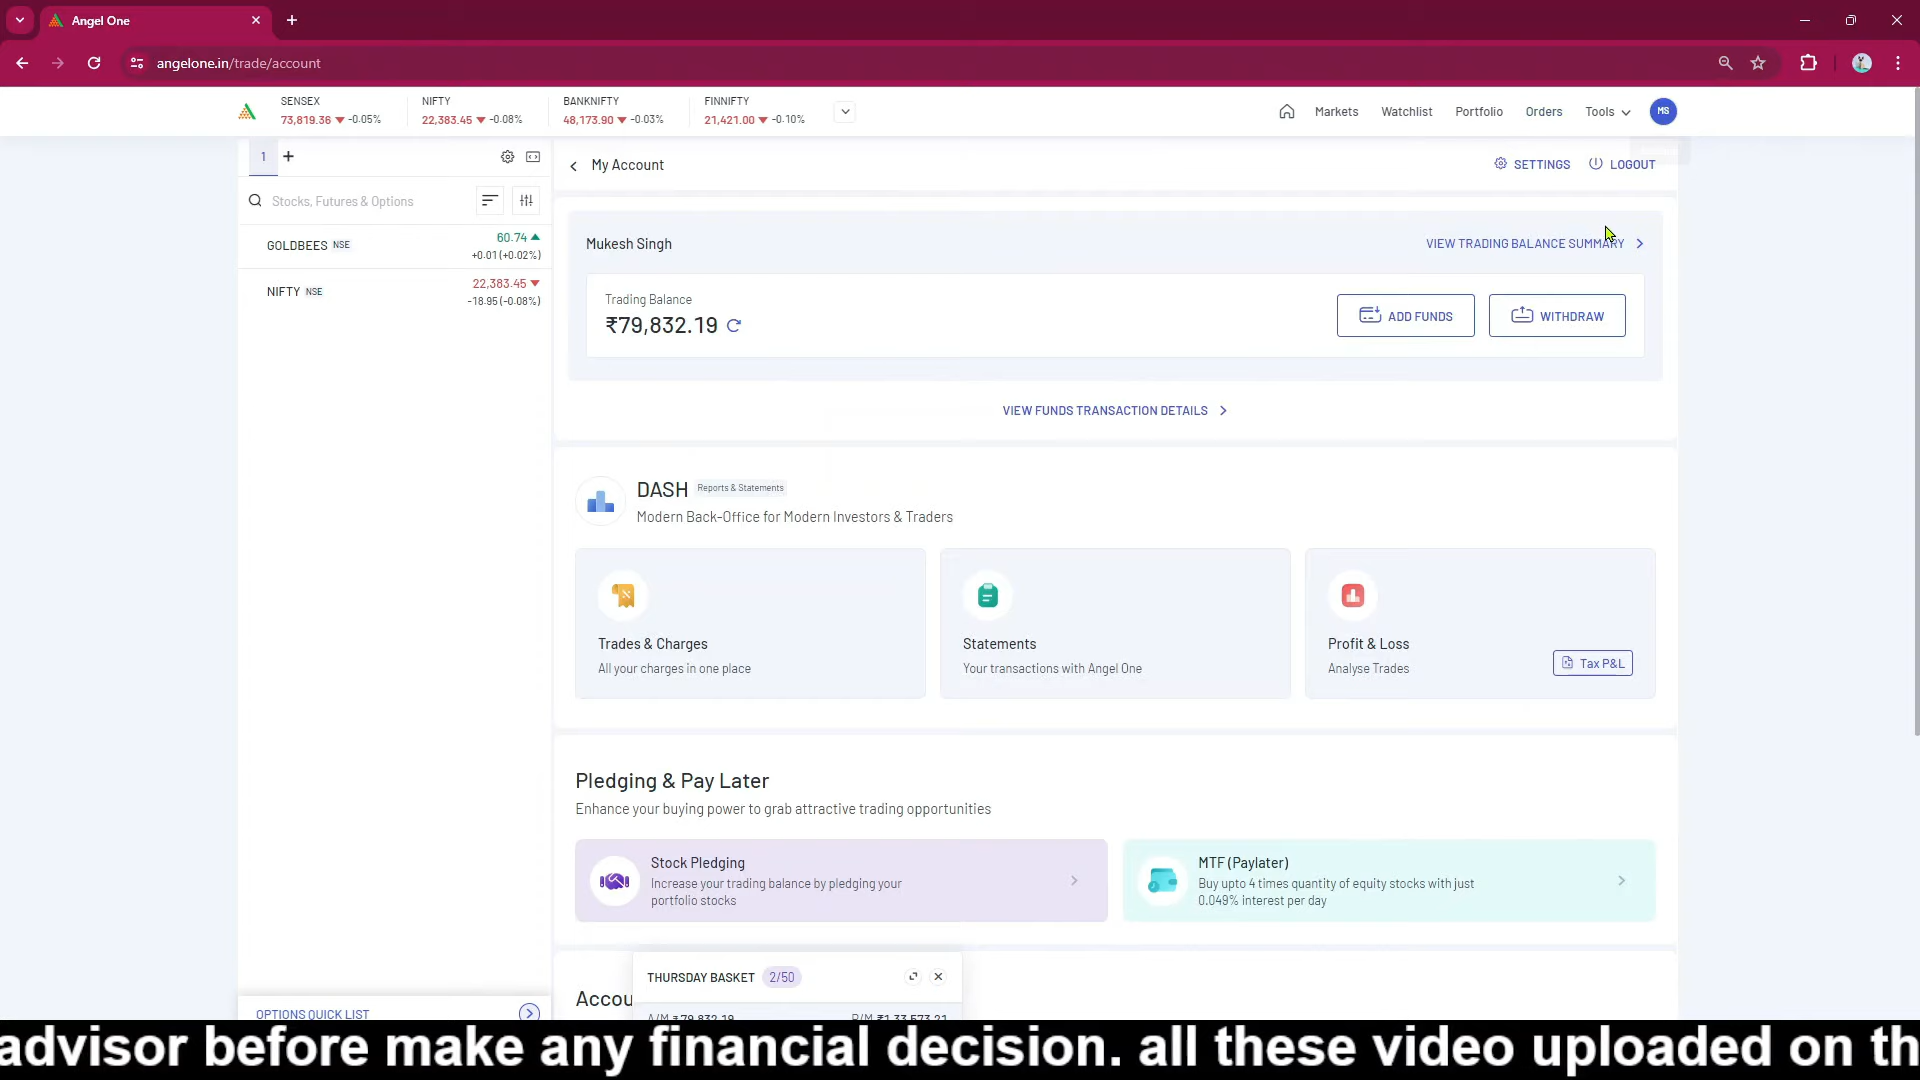 Angel One
angelone.in/trade/account
SENSEX
73,819.36 -0.05%
NIFTY
22,383.45 -0.08%
BANKNIFTY
48,173.90 -0.03%
FINNIFTY
21,421.00 -0.10%
Markets
Watchlist
Portfolio
Orders
Tools
MS
1
Stocks, Futures & Options
GOLDBEES NSE
60.74
+0.01 (+0.02%)
NIFTY NSE
22,383.45
-18.95 (-0.08%)
OPTIONS QUICK LIST
My Account
SETTINGS
LOGOUT
Mukesh Singh
VIEW TRADING BALANCE SUMMARY
Trading Balance
₹79,832.19
ADD FUNDS
WITHDRAW
VIEW FUNDS TRANSACTION DETAILS
DASH Reports & Statements
Modern Back-Office for Modern Investors & Traders
Trades & Charges
All your charges in one place
Statements
Your transactions with Angel One
Profit & Loss
Analyse Trades
Tax P&L
Pledging & Pay Later
Enhance your buying power to grab attractive trading opportunities
Stock Pledging
Increase your trading balance by pledging your
portfolio stocks
MTF (Paylater)
Buy upto 4 times quantity of equity stocks with just
0.049% interest per day
THURSDAY BASKET 2/50
Accou
A/M ₹79,832.19 R/M ₹1,33,573.21
advisor before make any financial decision. all these video uploaded on th